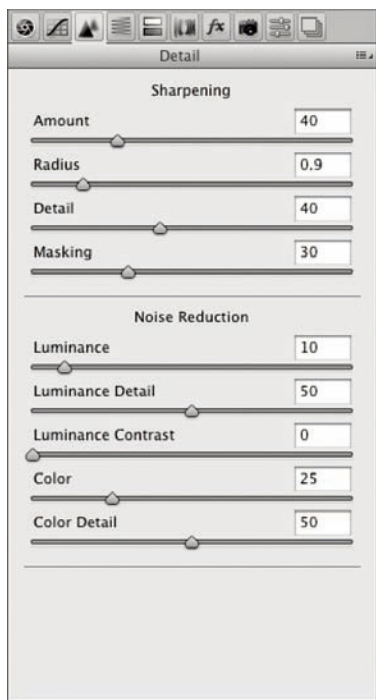 fx
Detail
Sharpening
Amount 40
Radius 0.9
Detail 40
Masking 30
Noise Reduction
Luminance 10
Luminance Detail 50
Luminance Contrast 0
Color 25
Color Detail 50